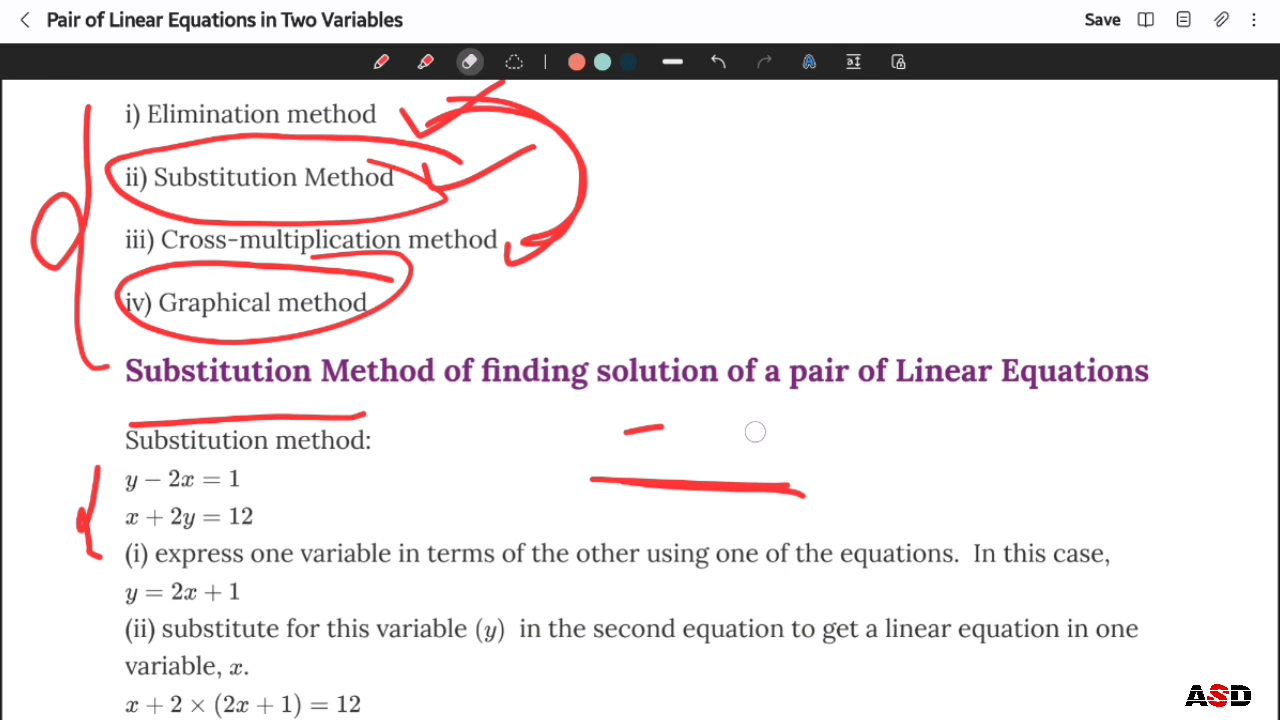 Pair of Linear Equations in Two Variables
Save
i) Elimination method
ii) Substitution Method
iii) Cross-multiplication method
iv) Graphical method
Substitution Method of finding solution of a pair of Linear Equations
Substitution method:
y − 2x = 1
x + 2y = 12
(i) express one variable in terms of the other using one of the equations. In this case,
y = 2x + 1
(ii) substitute for this variable (y) in the second equation to get a linear equation in one
variable, x.
x + 2 × (2x + 1) = 12
ASD